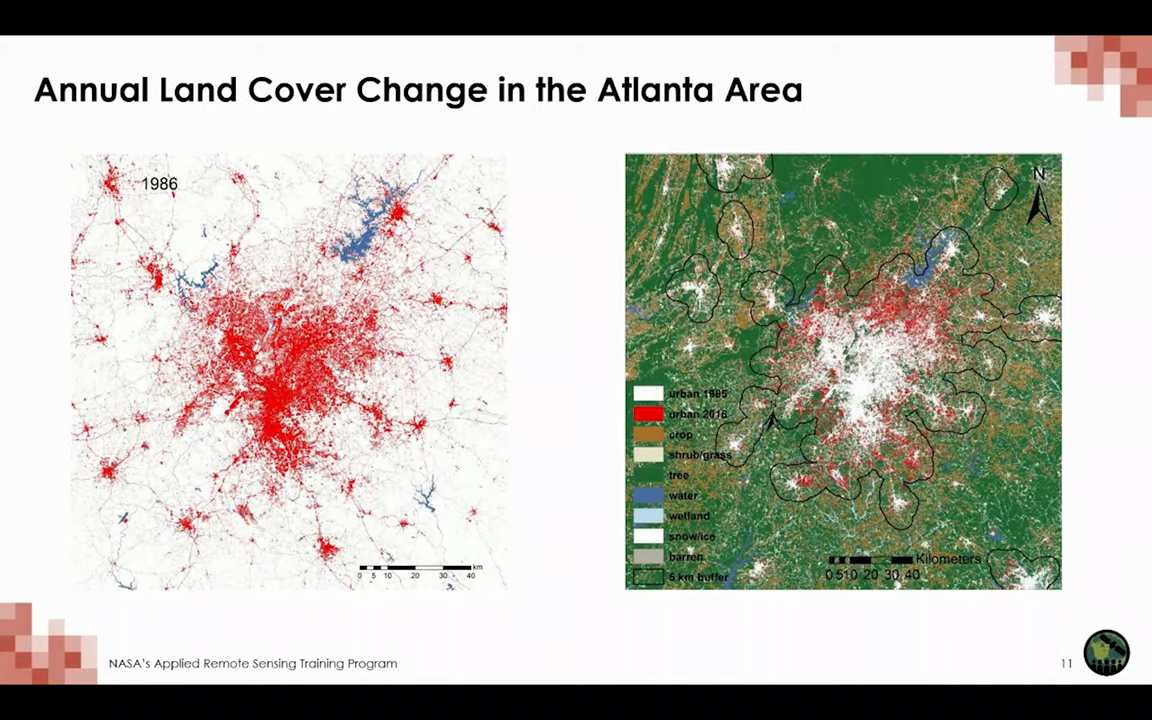 Annual Land Cover Change in the Atlanta Area
1986
km
0 5 10 20 30 40
N
urban 1985
urban 2016
crop
shrub/grass
tree
water
wetland
snow/ice
barren
5 km buffer
Kilometers
0 510 20 30 40
NASA's Applied Remote Sensing Training Program
11